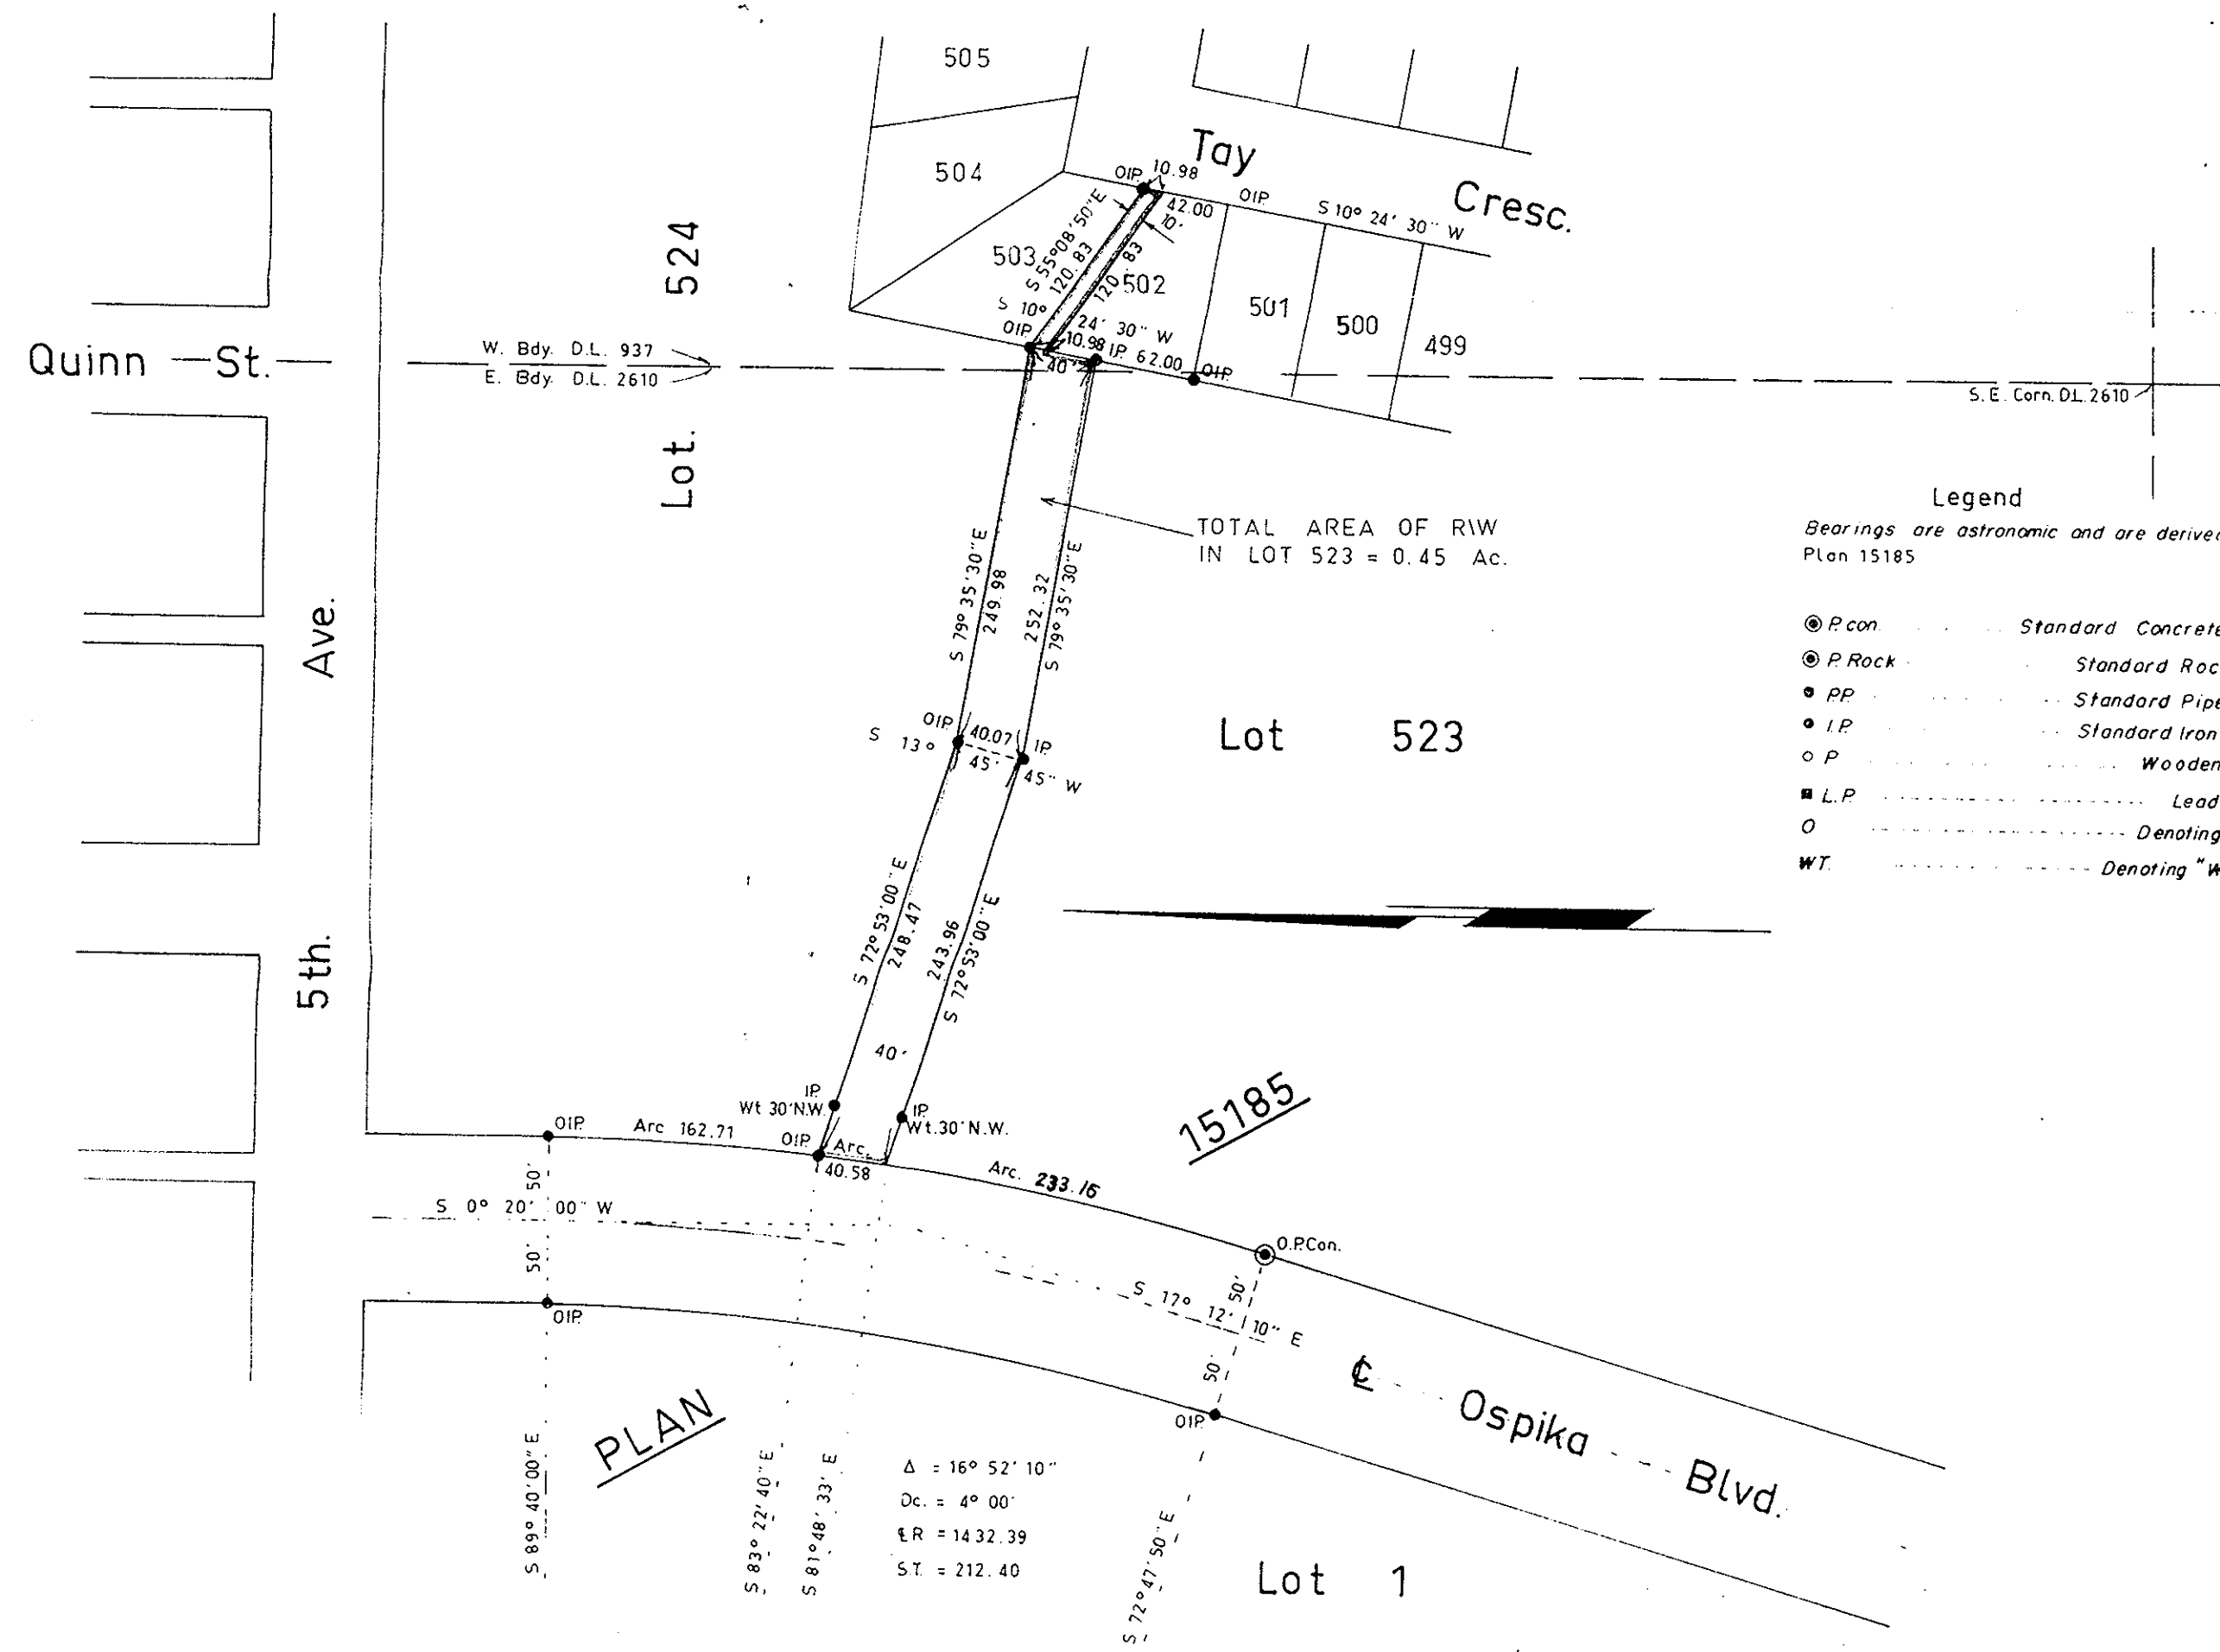 505
504
Tay
Cresc.
OIP. 10.98
OIP.
42.00
10'
S 10° 24' 30" W
S 55° 08' 50" E
120.83
120.83
503
502
501
500
499
S 10° 24' 30" W
OIP.
10.98
I.P. 62.00
OIP.
40'
Lot. 524
Quinn St.
W. Bdy. D.L. 937
E. Bdy. D.L. 2610
S. E. Corn. D.L. 2610
TOTAL AREA OF R\W
IN LOT 523 = 0.45 Ac.
S 79° 35' 30" E
249.98
252.32
S 79° 35' 30" E
Legend
Bearings are astronomic and are derived
Plan 15185
P. con. Standard Concrete
P. Rock Standard Roc
P.P. Standard Pipe
I.P. Standard Iron
P Wooden
L.P. Lead
O Denoting
WT. Denoting "W
5th. Ave.
OIP.
40.07
IP.
S 13° 45' 45" W
Lot 523
S 72° 53' 00" E
248.47
243.96
S 72° 53' 00" E
40'
IP.
Wt 30' N.W.
IP.
Wt. 30' N.W.
OIP.
Arc 162.71
OIP.
Arc.
40.58
Arc. 233.16
15185
O.P.Con.
50'
S 0° 20' 00" W
50'
OIP.
50'
S 17° 12' 10" E
50'
OIP.
℄ Ospika Blvd.
PLAN
S 89° 40' 00" E
S 83° 22' 40" E
S 81° 48' 33" E
S 72° 47' 50" E
Δ = 16° 52' 10"
Dc. = 4° 00'
℄R = 1432.39
S.T. = 212.40
Lot 1